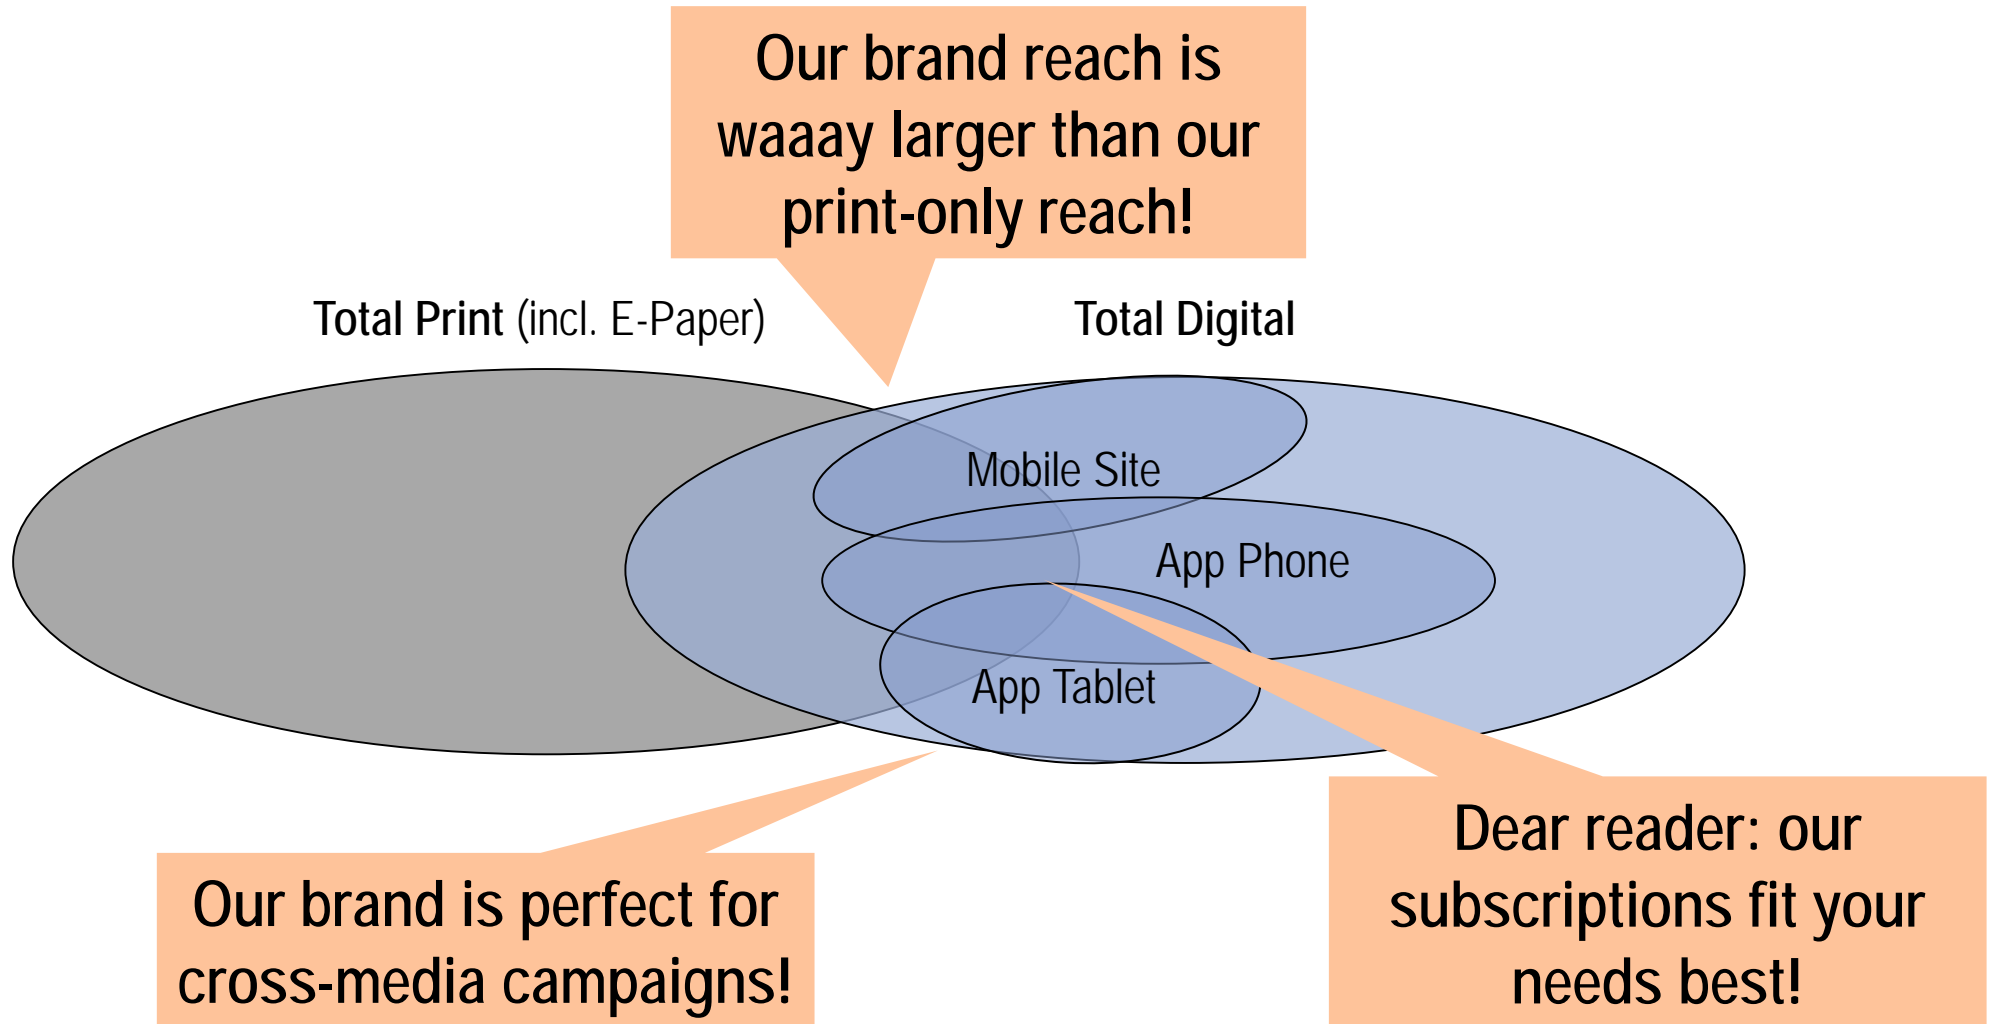 Our brand reach is
waaay larger than our
print-only reach!
Total Print (incl. E-Paper)
Total Digital
Mobile Site
App Phone
App Tablet
Our brand is perfect for
cross-media campaigns!
Dear reader: our
subscriptions fit your
needs best!